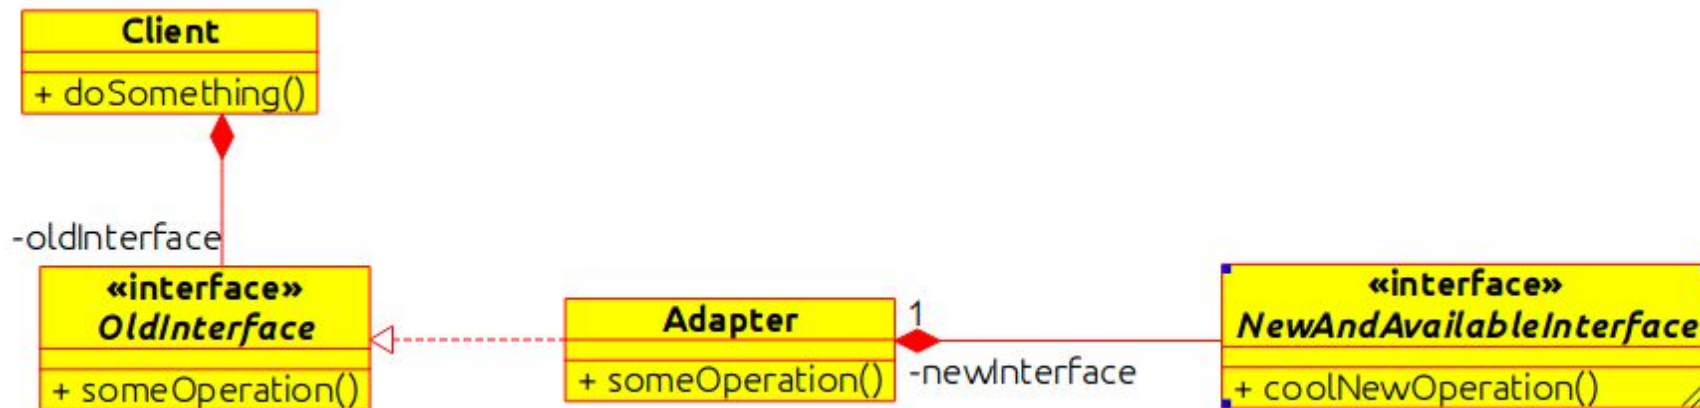 Client
+ doSomething()
-oldInterface
«interface»
OldInterface
+ someOperation()
Adapter
+ someOperation()
1
-newInterface
«interface»
NewAndAvailableInterface
+ coolNewOperation()